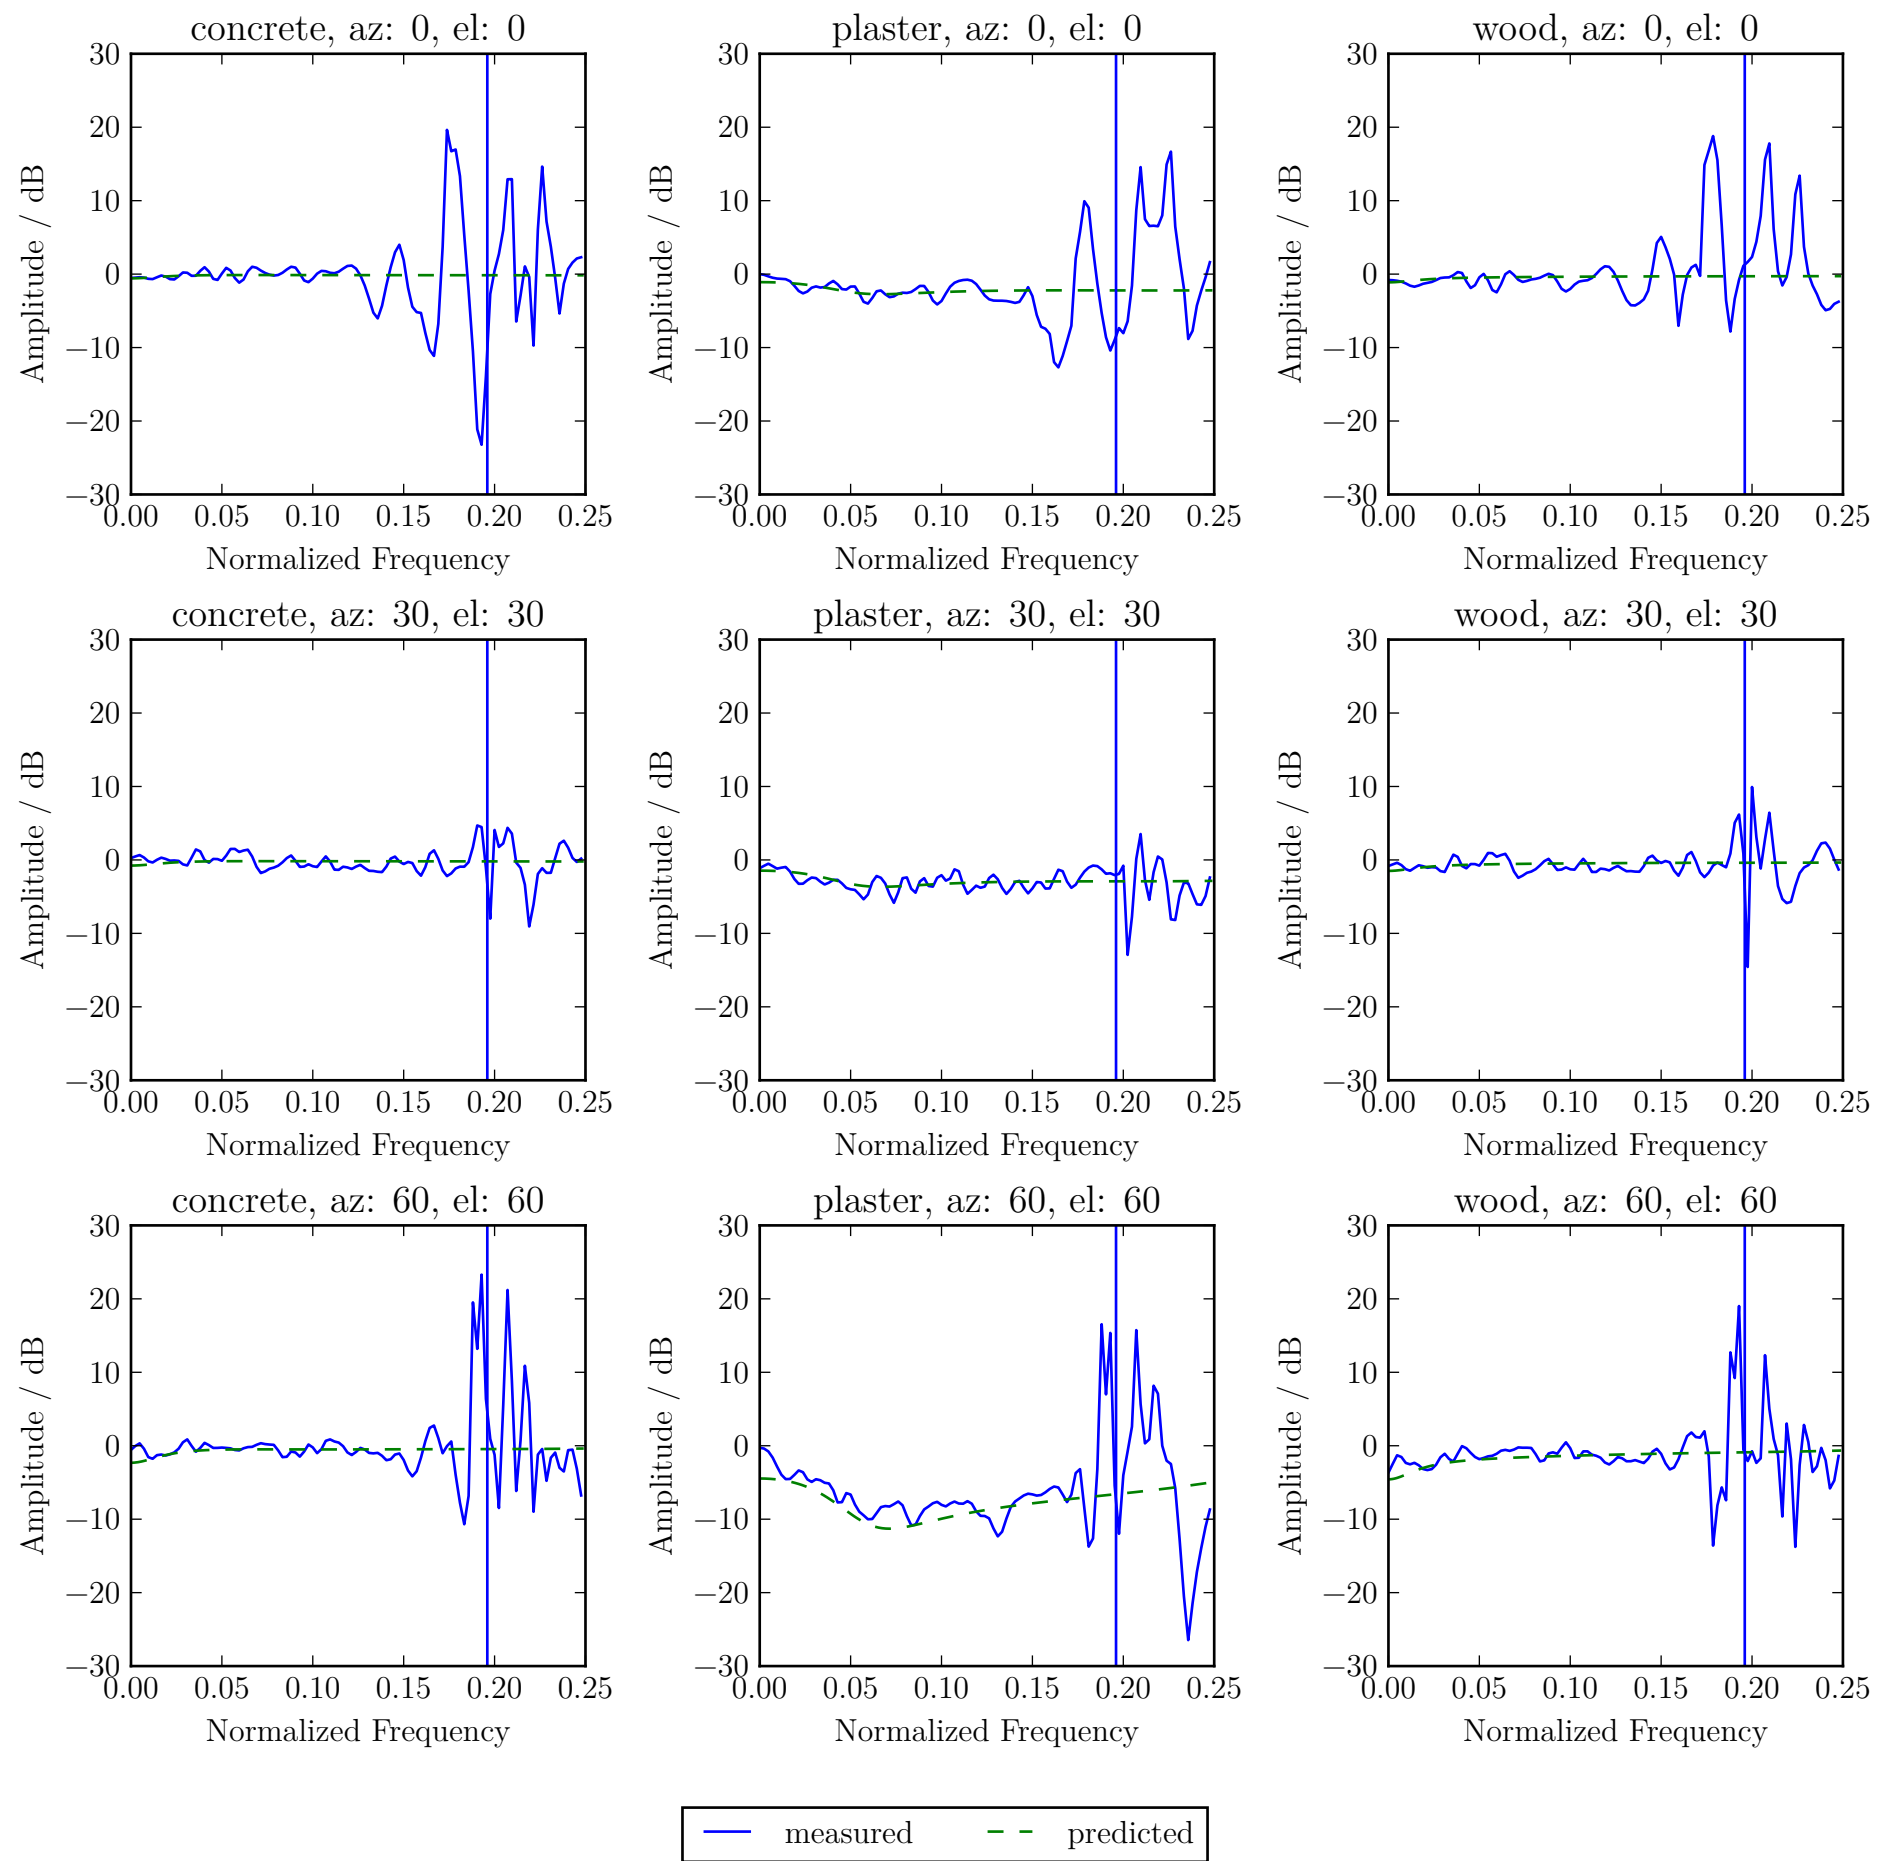 concrete, az: 0, el: 0
plaster, az: 0, el: 0
wood, az: 0, el: 0
30
20
10
0
−10
−20
−30
Amplitude / dB
0.00 0.05 0.10 0.15 0.20 0.25
Normalized Frequency
30
20
10
0
−10
−20
−30
Amplitude / dB
0.00 0.05 0.10 0.15 0.20 0.25
Normalized Frequency
30
20
10
0
−10
−20
−30
Amplitude / dB
0.00 0.05 0.10 0.15 0.20 0.25
Normalized Frequency
concrete, az: 30, el: 30
plaster, az: 30, el: 30
wood, az: 30, el: 30
30
20
10
0
−10
−20
−30
Amplitude / dB
0.00 0.05 0.10 0.15 0.20 0.25
Normalized Frequency
30
20
10
0
−10
−20
−30
Amplitude / dB
0.00 0.05 0.10 0.15 0.20 0.25
Normalized Frequency
30
20
10
0
−10
−20
−30
Amplitude / dB
0.00 0.05 0.10 0.15 0.20 0.25
Normalized Frequency
concrete, az: 60, el: 60
plaster, az: 60, el: 60
wood, az: 60, el: 60
30
20
10
0
−10
−20
−30
Amplitude / dB
0.00 0.05 0.10 0.15 0.20 0.25
Normalized Frequency
30
20
10
0
−10
−20
−30
Amplitude / dB
0.00 0.05 0.10 0.15 0.20 0.25
Normalized Frequency
30
20
10
0
−10
−20
−30
Amplitude / dB
0.00 0.05 0.10 0.15 0.20 0.25
Normalized Frequency
measured
predicted